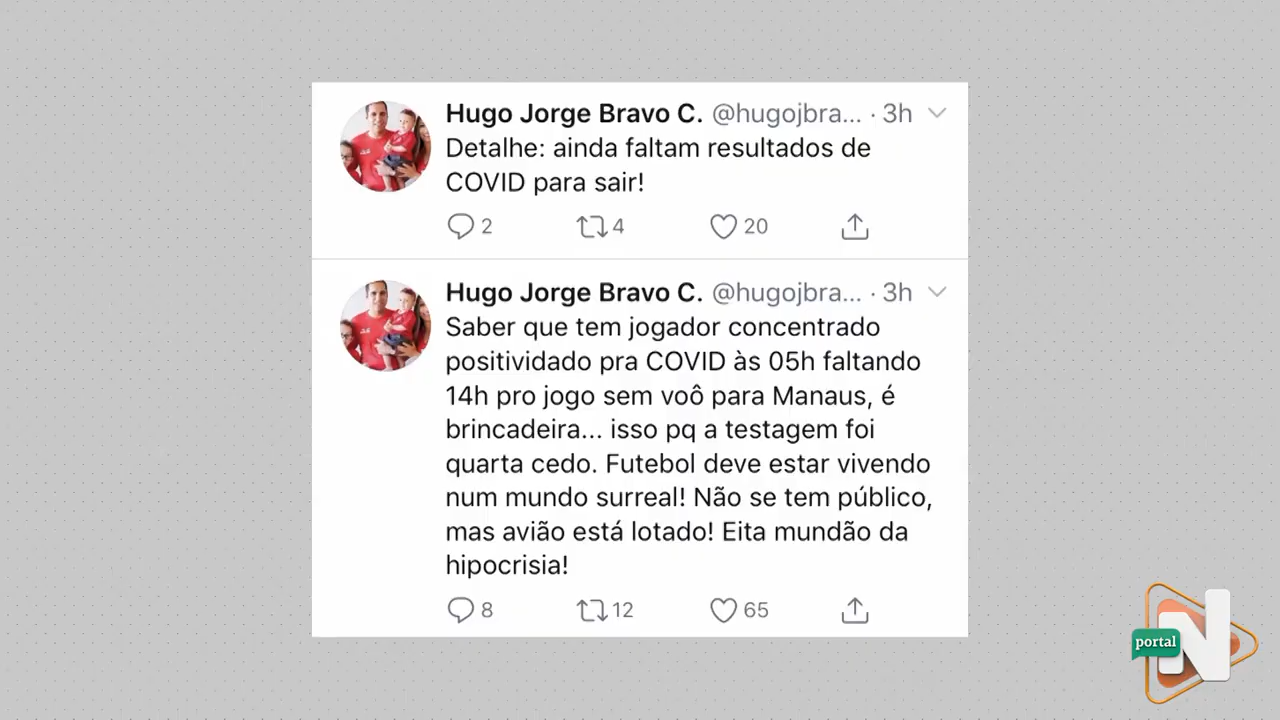 Hugo Jorge Bravo C. @hugojbra... · 3h
Detalhe: ainda faltam resultados de
COVID para sair!
2 4 20
Hugo Jorge Bravo C. @hugojbra... · 3h
Saber que tem jogador concentrado
positividado pra COVID às 05h faltando
14h pro jogo sem voô para Manaus, é
brincadeira... isso pq a testagem foi
quarta cedo. Futebol deve estar vivendo
num mundo surreal! Não se tem público,
mas avião está lotado! Eita mundão da
hipocrisia!
8 12 65
portal N